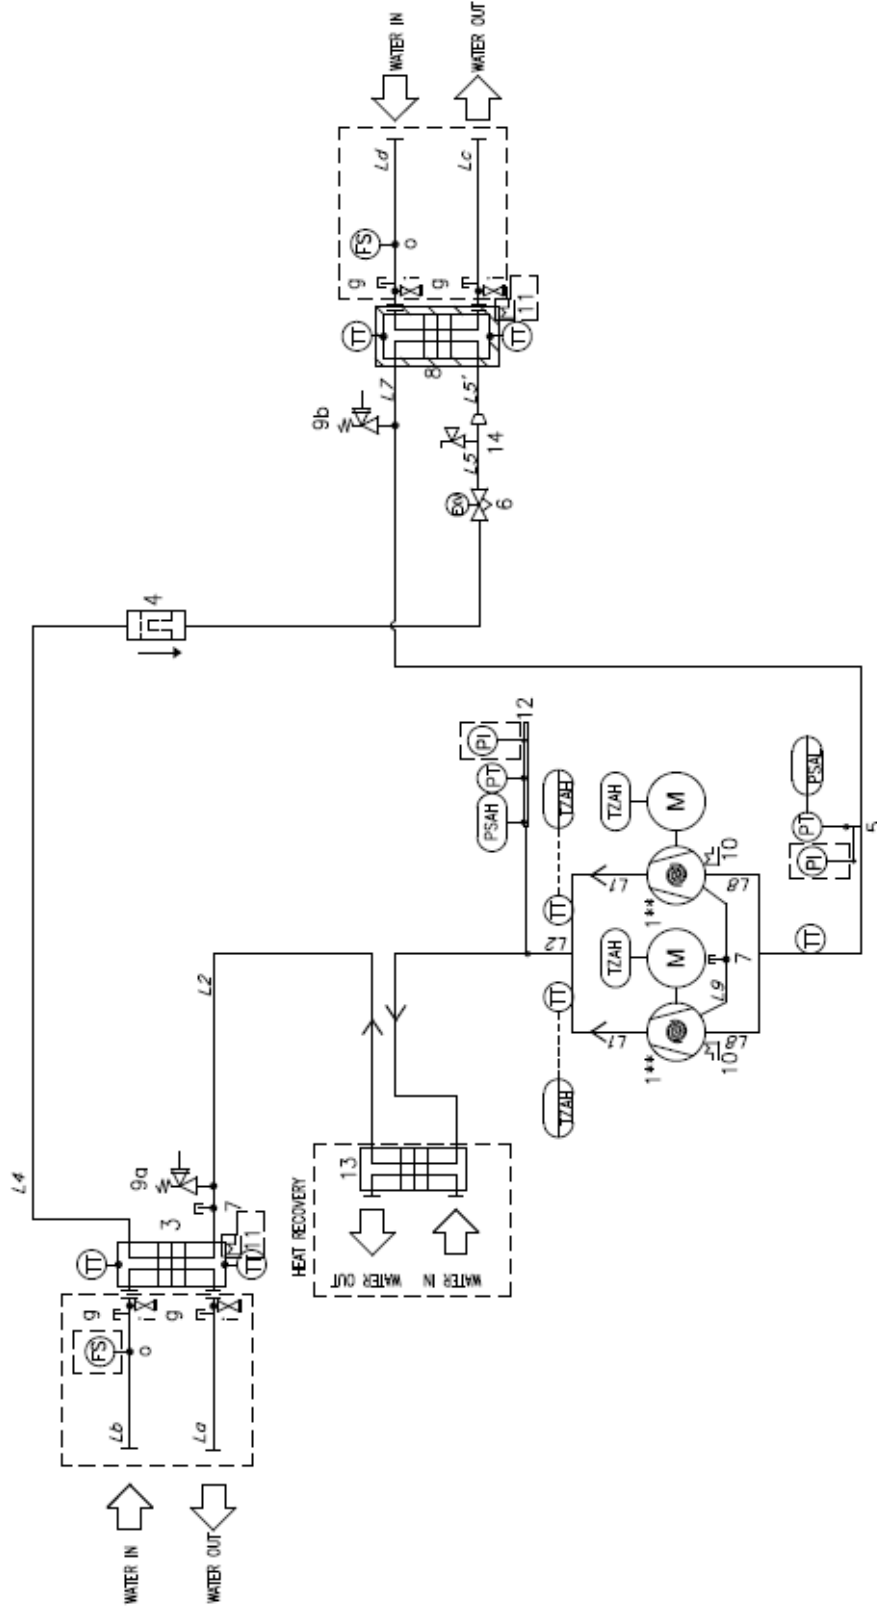 WATER IN
WATER OUT
Ld
Lc
FS
o
g
g
i
i
11
TT
TT
8
L7
L5'
9b
14
L5
EXV
6
4
12
PI
PT
PSAH
TZAH
TZAH
M
PSAL
PT
PI
5
TT
L1
10
L8
1**
L2
TT
TZAH
M
7
L9
TT
L1
L8
10
1**
TZAH
L2
L4
9a
7
3
11
TT
TT
13
HEAT RECOVERY
WATER OUT
WATER IN
g
g
i
i
FS
o
Lb
La
WATER IN
WATER OUT